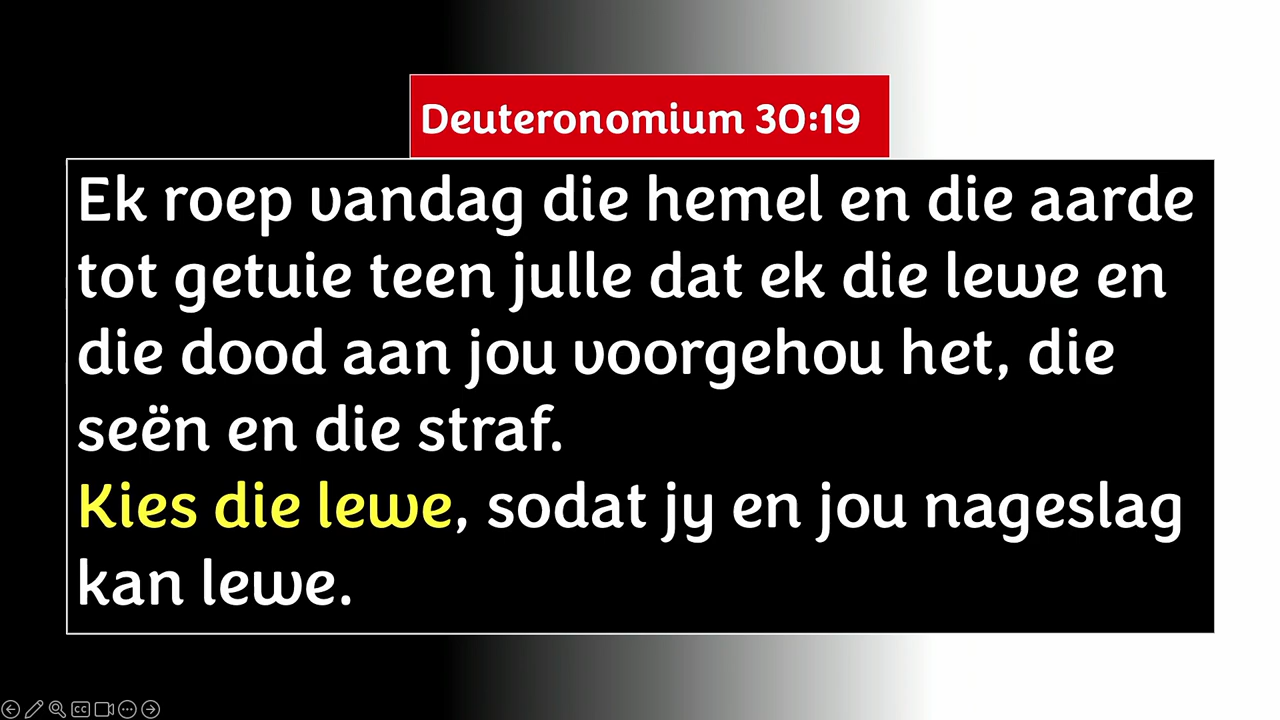 Deuteronomium 30:19
Ek roep vandag die hemel en die aarde
tot getuie teen julle dat ek die lewe en
die dood aan jou voorgehou het, die
seën en die straf.
Kies die lewe, sodat jy en jou nageslag
kan lewe.
CC